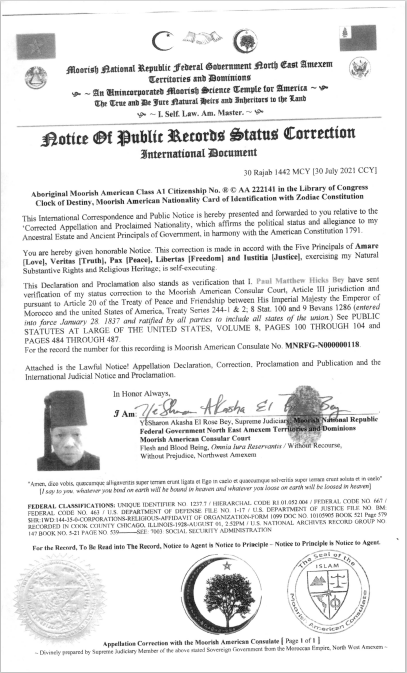 Moorish National Republic Federal Government North East Amexem
Territories and Dominions
~ An Unincorporated Moorish Science Temple for America ~
The True and De Jure Natural Heirs and Inheritors to the Land
~ I. Self. Law. Am. Master. ~
Notice Of Public Records Status Correction
International Document
30 Rajab 1442 MCY [30 July 2021 CCY]
Aboriginal Moorish American Class A1 Citizenship No. ® © AA 222141 in the Library of Congress
Clock of Destiny, Moorish American Nationality Card of Identification with Zodiac Constitution
This International Correspondence and Public Notice is hereby presented and forwarded to you relative to the
'Corrected Appellation and Proclaimed Nationality, which affirms the political status and allegiance to my
Ancestral Estate and Ancient Principals of Government, in harmony with the American Constitution 1791.
You are hereby given honorable Notice. This correction is made in accord with the Five Principals of Amare
[Love], Veritas [Truth], Pax [Peace], Libertas [Freedom] and Iustitia [Justice], exercising my Natural
Substantive Rights and Religious Heritage; is self-executing.
This Declaration and Proclamation also stands as verification that I. Paul Matthew Hicks Bey have sent
verification of my status correction to the Moorish American Consular Court, Article III jurisdiction and
pursuant to Article 20 of the Treaty of Peace and Friendship between His Imperial Majesty the Emperor of
Morocco and the united States of America, Treaty Series 244-1 & 2; 8 Stat. 100 and 9 Bevans 1286 (entered
into force January 28, 1837 and ratified by all parties to include all states of the union.) See PUBLIC
STATUTES AT LARGE OF THE UNITED STATES, VOLUME 8, PAGES 100 THROUGH 104 and
PAGES 484 THROUGH 487.
For the record the number for this recording is Moorish American Consulate No. MNRFG-N000000118.
Attached is the Lawful Notice! Appellation Declaration, Correction, Proclamation and Publication and the
International Judicial Notice and Proclamation.
In Honor Always,
I Am: YeSharon Akasha El Rose Bey
YeSharon Akasha El Rose Bey, Supreme Judiciary, Moorish National Republic
Federal Government North East Amexem Territories and Dominions
Moorish American Consular Court
Flesh and Blood Being, Omnia Iura Reservantis / Without Recourse,
Without Prejudice, Northwest Amexem
"Amen, dico vobis, quaecumque alligaveritis super terram erunt ligata et liga in caelo et quaecumque solveritis super terram erunt soluta et in caelo"
[I say to you, whatever you bind on earth will be bound in heaven and whatever you loose on earth will be loosed in heaven]
FEDERAL CLASSIFICATIONS: UNIQUE IDENTIFIER NO 1227.7 / HIERARCHAL CODE R1.01.052.004 / FEDERAL CODE NO. 667 /
FEDERAL CODE NO. 463 / U.S. DEPARTMENT OF DEFENSE FILE NO. 1-17 / U.S. DEPARTMENT OF JUSTICE FILE NO. BM:
SHR:1WD:144-35-0-CORPORATIONS-RELIGIOUS-AFFIDAVIT OF ORGANIZATION-FORM 1099 DOC NO. 10105905 BOOK 521 Page 579
RECORDED IN COOK COUNTY CHICAGO, ILLINOIS-1928-AUGUST 01, 2:52PM / U.S. NATIONAL ARCHIVES RECORD GROUP NO.
147 BOOK NO. 5-21 PAGE NO. 539———SEE: 7003: SOCIAL SECURITY ADMINISTRATION
For the Record, To Be Read into The Record, Notice to Agent is Notice to Principle – Notice to Principle is Notice to Agent.
The Seal of the
ISLAM
Moorish American Consulate
Appellation Correction with the Moorish American Consulate [ Page 1 of 1 ]
~ Divinely prepared by Supreme Judiciary Member of the above stated Sovereign Government from the Moroccan Empire, North West Amexem ~